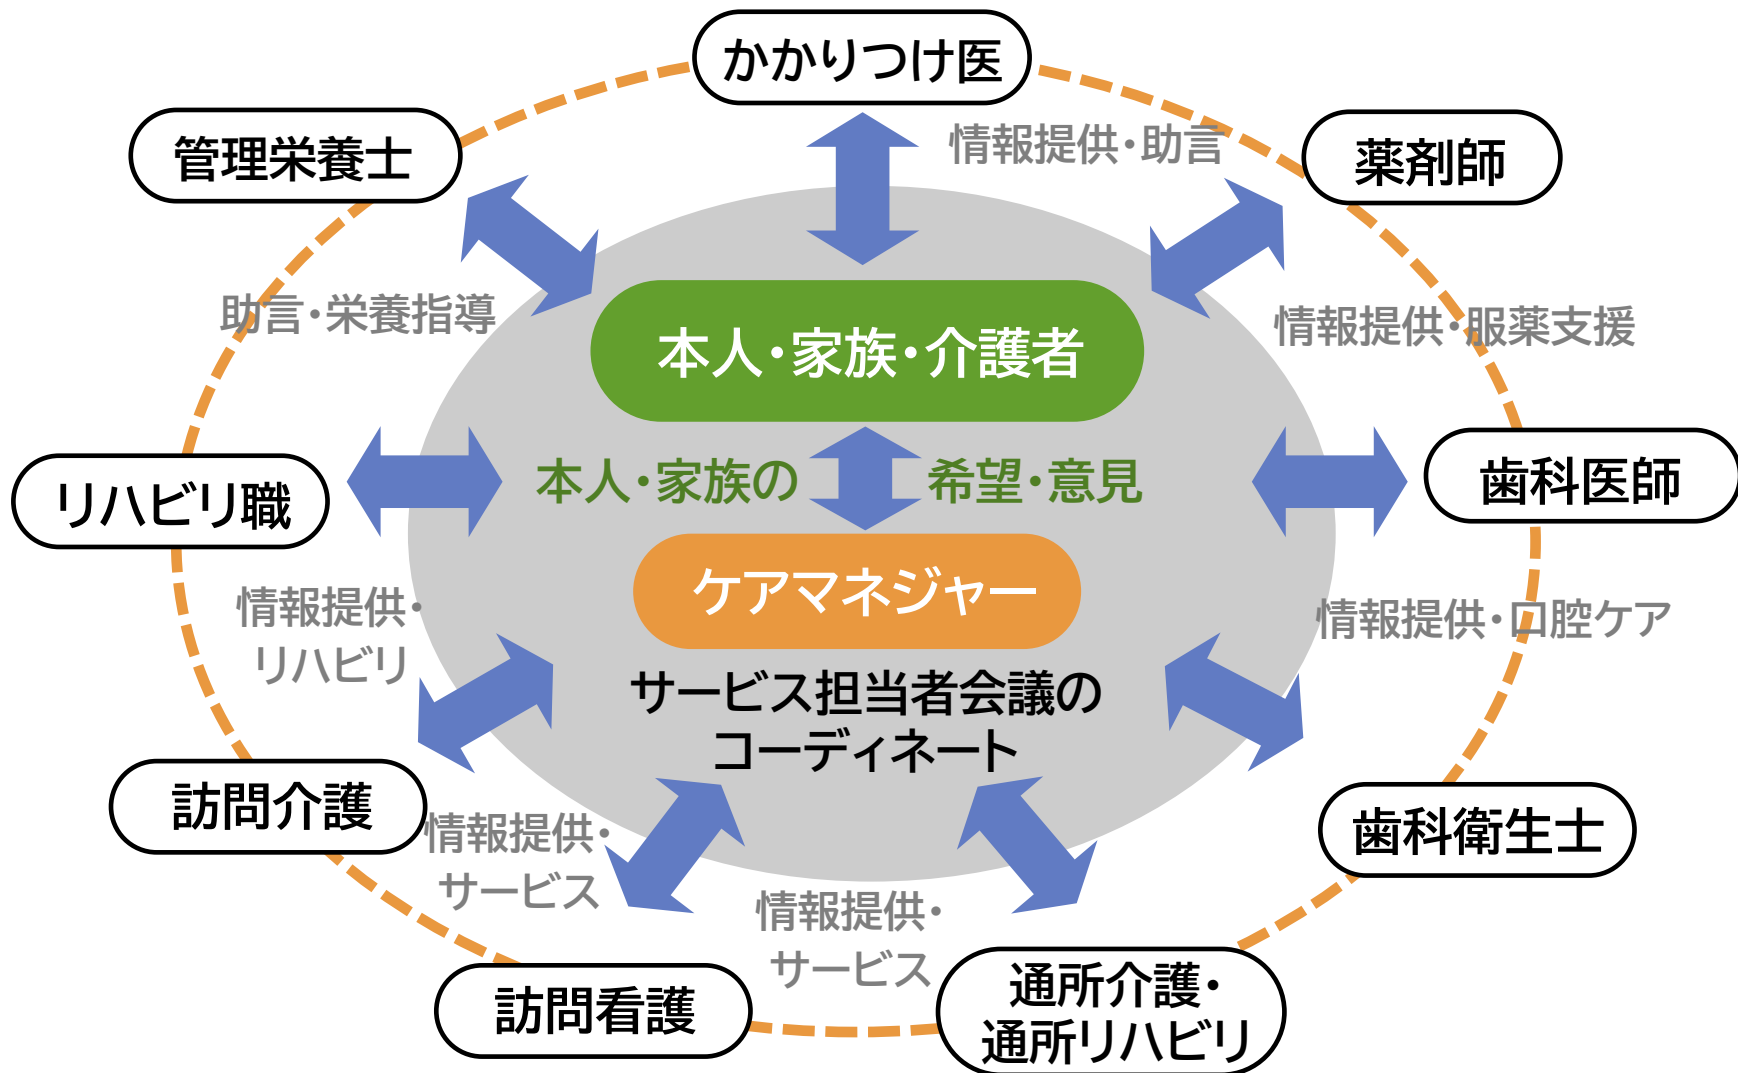 かかりつけ医
情報提供・助言
管理栄養士
薬剤師
助言・栄養指導
情報提供・服薬支援
本人・家族・介護者
本人・家族の
希望・意見
リハビリ職
歯科医師
ケアマネジャー
情報提供・
リハビリ
情報提供・口腔ケア
サービス担当者会議の
コーディネート
訪問介護
歯科衛生士
情報提供・
サービス
情報提供・
サービス
訪問看護
通所介護・
通所リハビリ